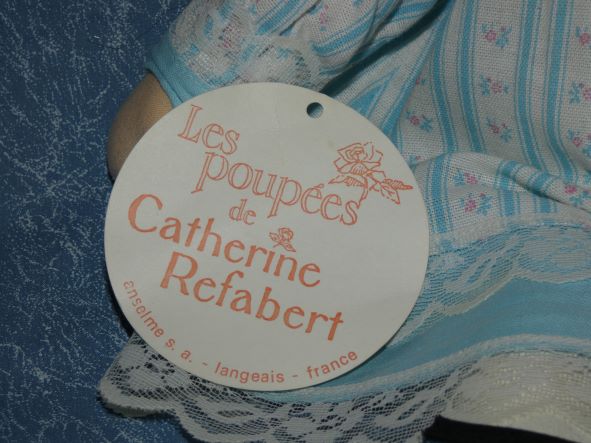 Les
poupées
de
Catherine
Refabert
anselme s. a. - langeais - france